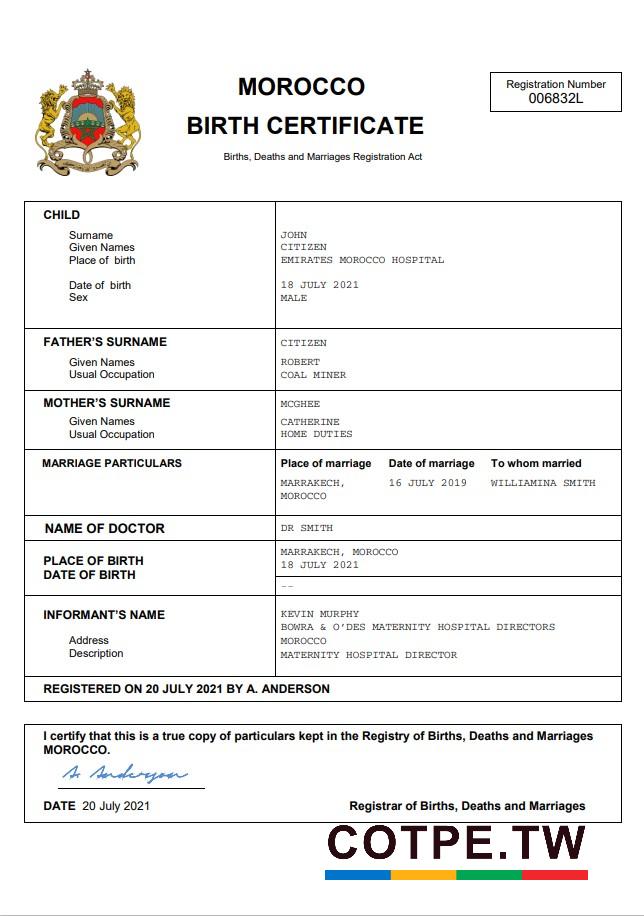 MOROCCO
BIRTH CERTIFICATE
Births, Deaths and Marriages Registration Act
Registration Number
006832L
CHILD
Surname JOHN
Given Names CITIZEN
Place of birth EMIRATES MOROCCO HOSPITAL
Date of birth 18 JULY 2021
Sex MALE
FATHER'S SURNAME CITIZEN
Given Names ROBERT
Usual Occupation COAL MINER
MOTHER'S SURNAME MCGHEE
Given Names CATHERINE
Usual Occupation HOME DUTIES
MARRIAGE PARTICULARS Place of marriage Date of marriage To whom married
MARRAKECH, 16 JULY 2019 WILLIAMINA SMITH
MOROCCO
NAME OF DOCTOR DR SMITH
PLACE OF BIRTH MARRAKECH, MOROCCO
DATE OF BIRTH 18 JULY 2021
--
INFORMANT'S NAME KEVIN MURPHY
BOWRA & O'DES MATERNITY HOSPITAL DIRECTORS
Address MOROCCO
Description MATERNITY HOSPITAL DIRECTOR
REGISTERED ON 20 JULY 2021 BY A. ANDERSON
I certify that this is a true copy of particulars kept in the Registry of Births, Deaths and Marriages
MOROCCO.
A. Anderson
DATE 20 July 2021 Registrar of Births, Deaths and Marriages
COTPE.TW